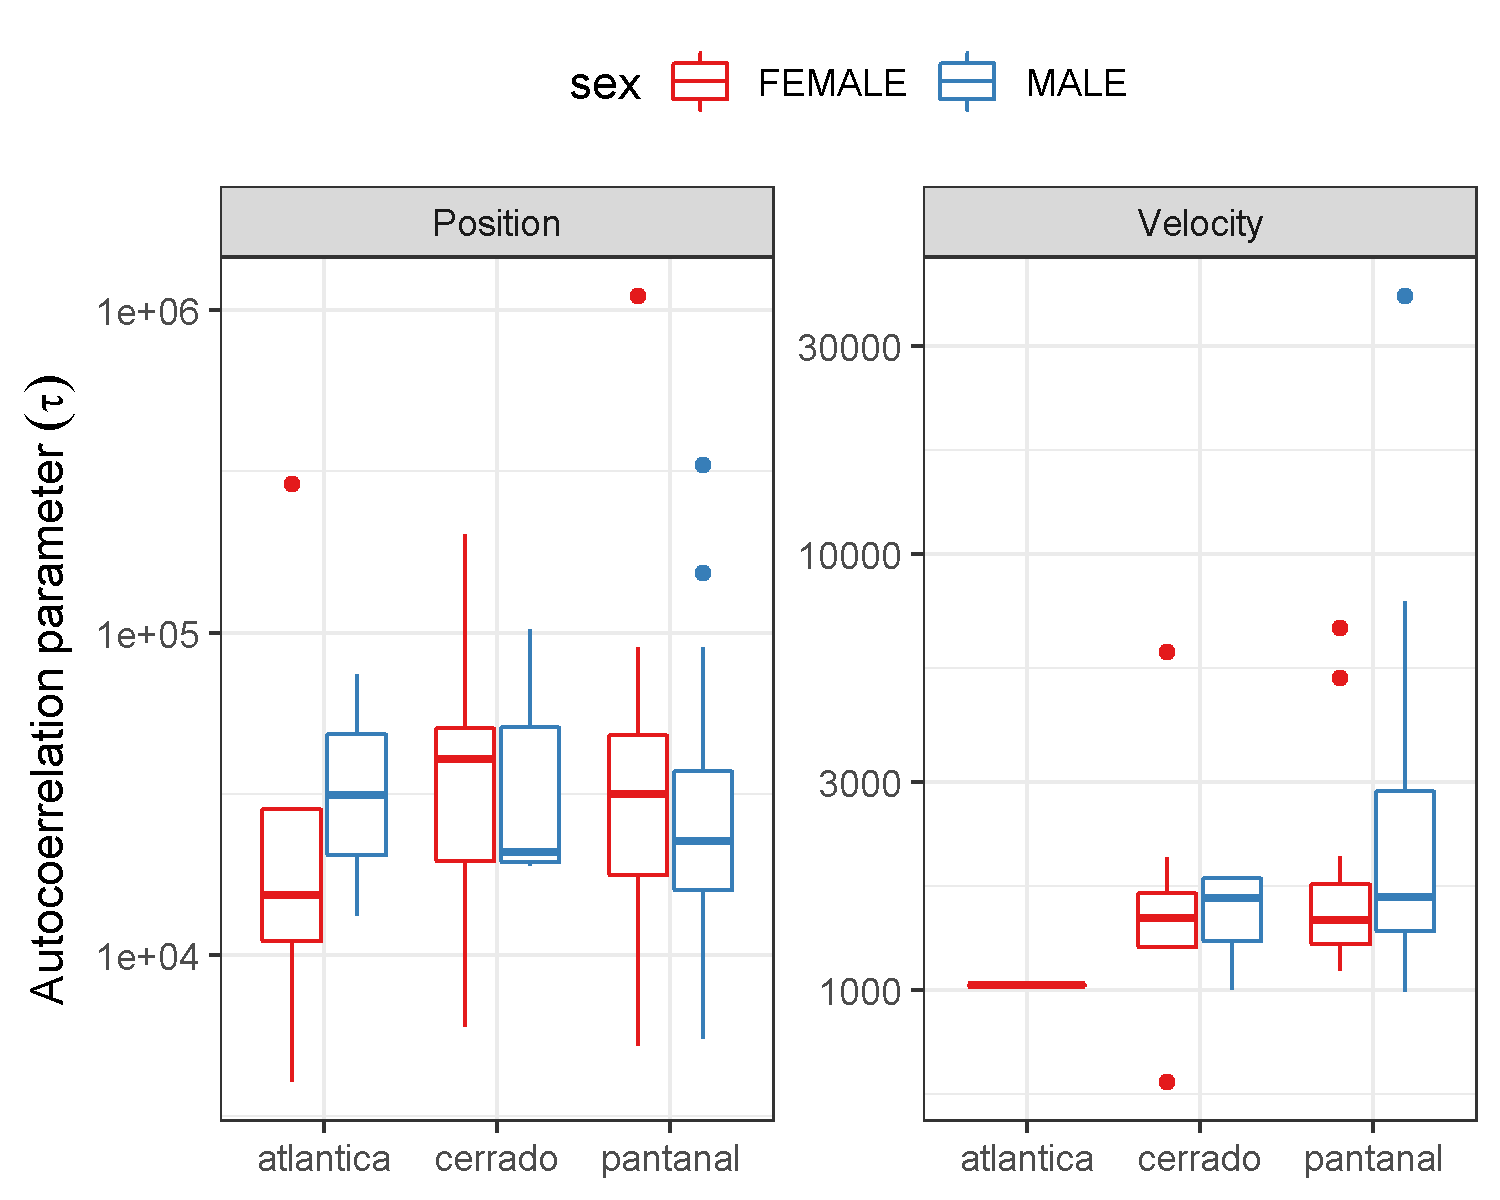 sex FEMALE MALE
Position Velocity
Autocoerrelation parameter (τ)
1e+06
1e+05
1e+04
30000
10000
3000
1000
atlantica cerrado pantanal
atlantica cerrado pantanal